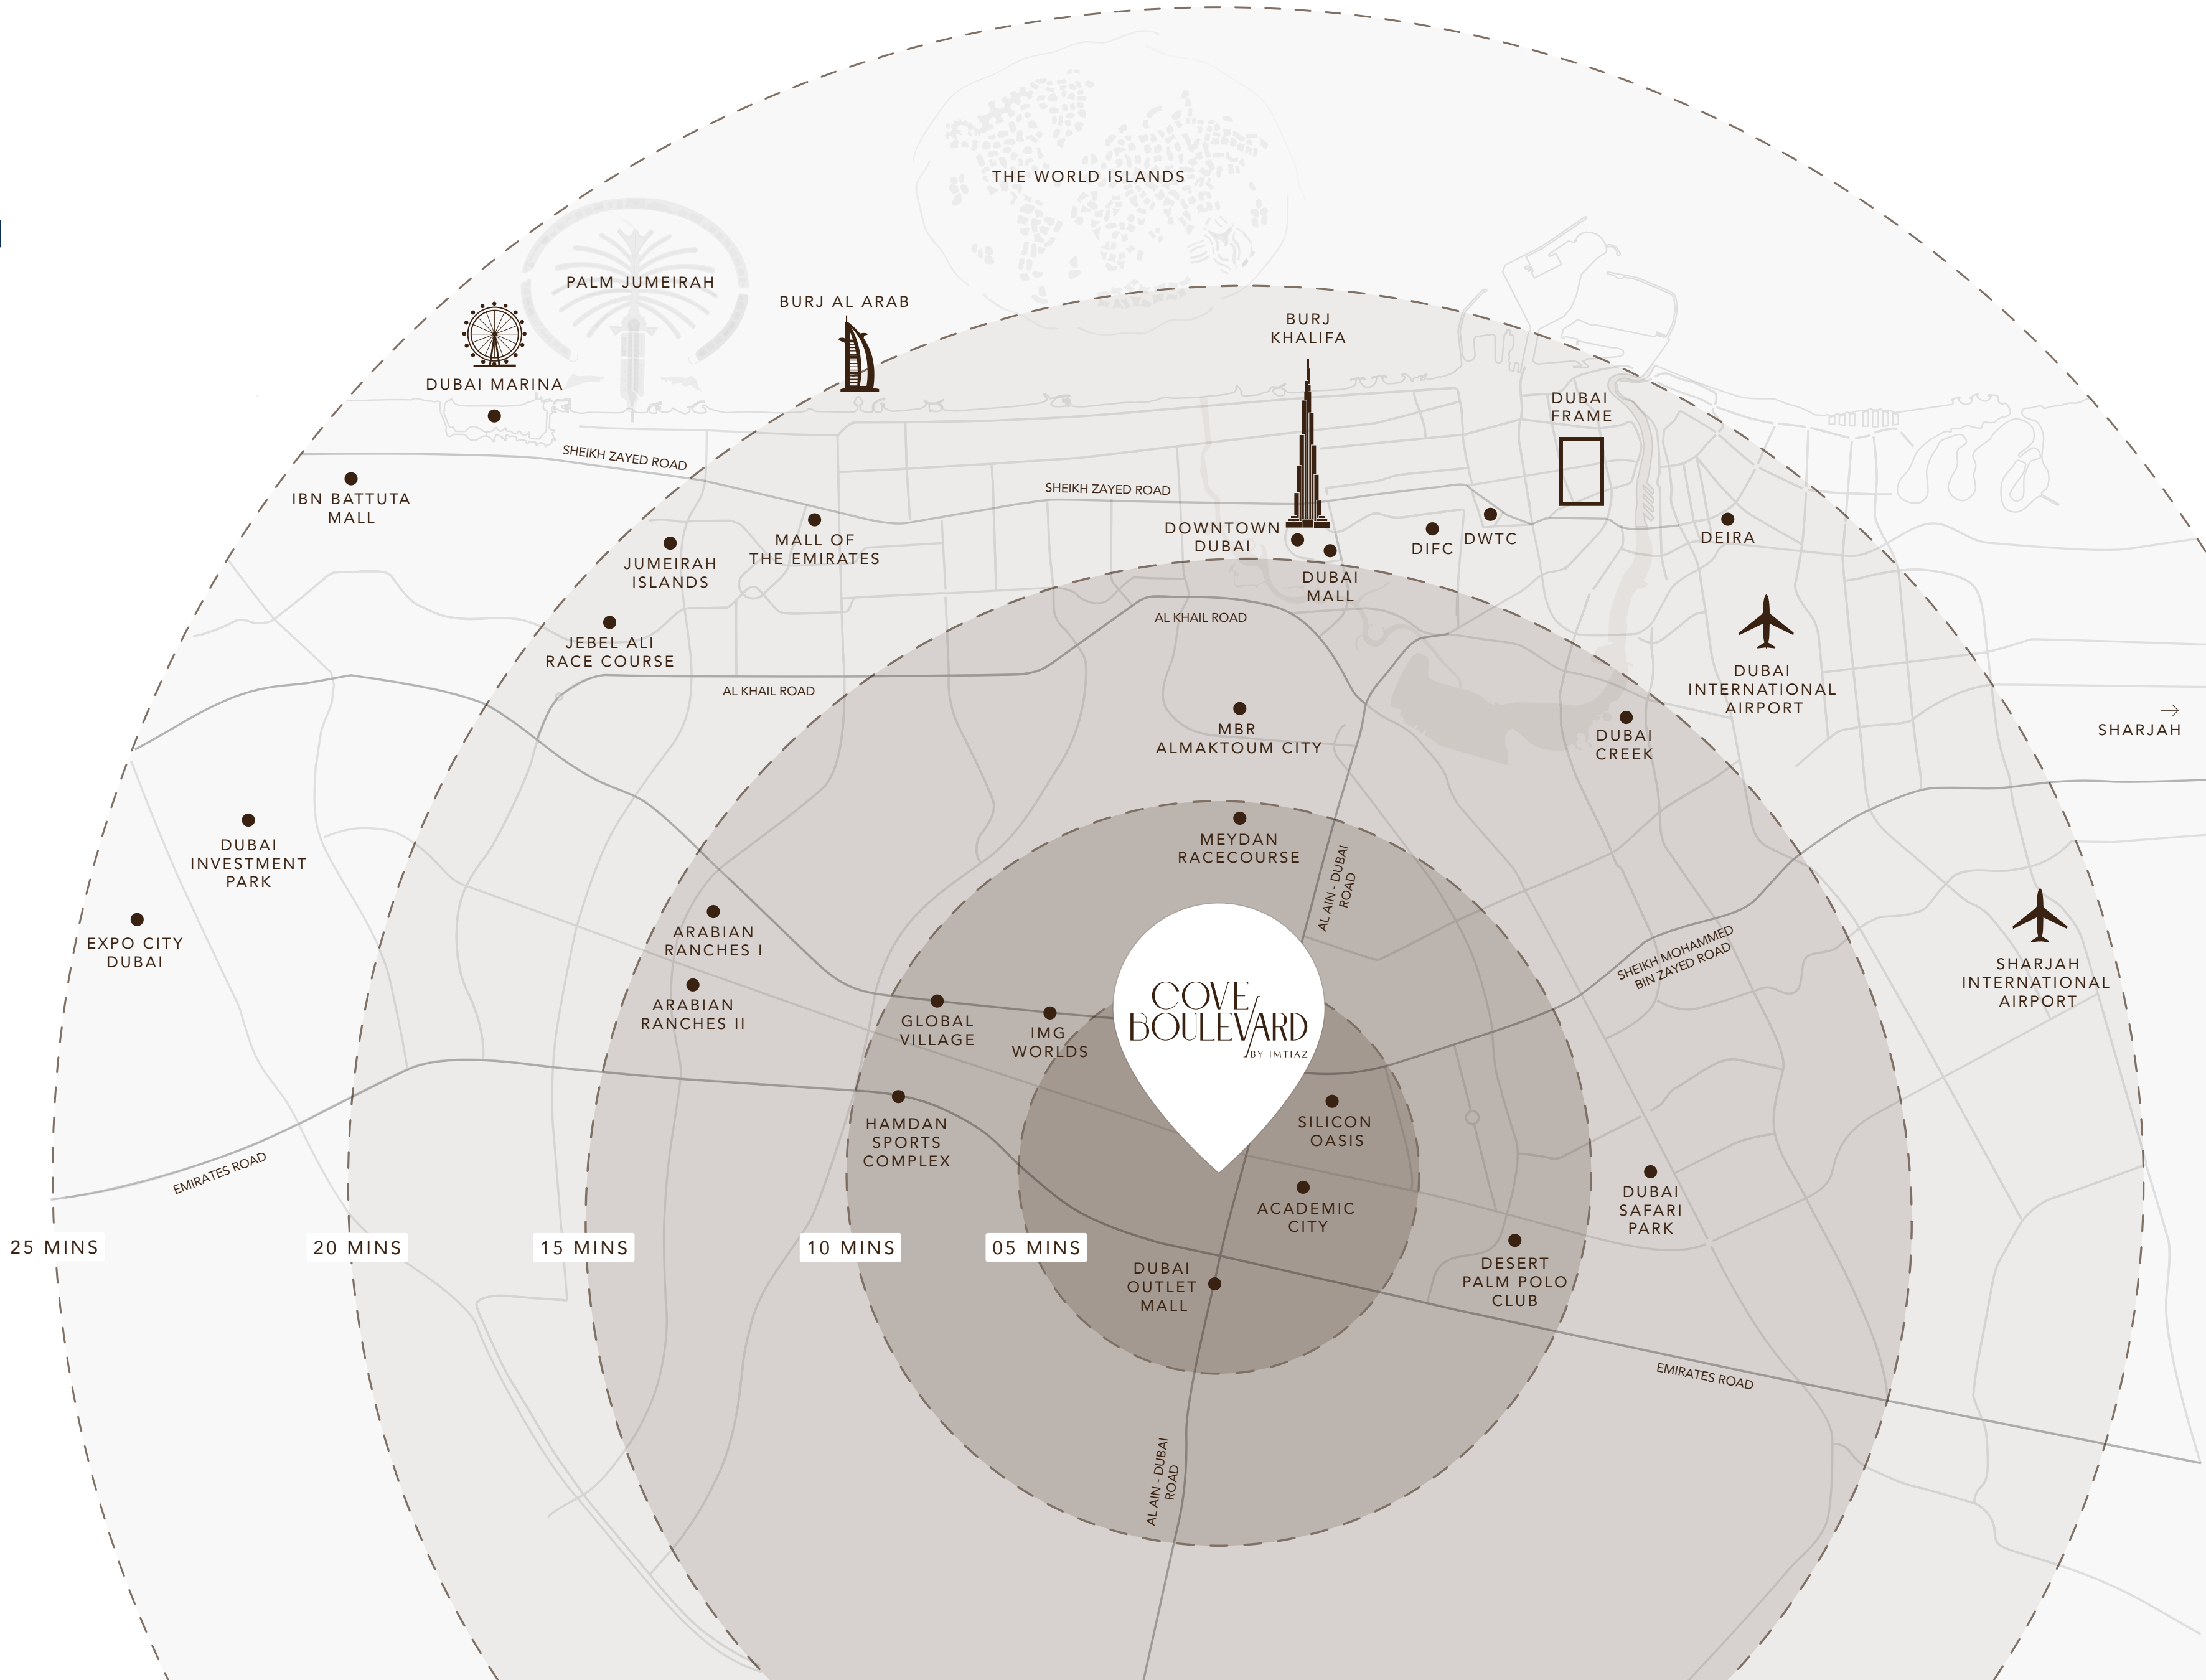 THE WORLD ISLANDS
PALM JUMEIRAH
BURJ AL ARAB
BURJ
KHALIFA
DUBAI MARINA
DUBAI
FRAME
SHEIKH ZAYED ROAD
SHEIKH ZAYED ROAD
IBN BATTUTA
MALL
MALL OF
THE EMIRATES
JUMEIRAH
ISLANDS
DOWNTOWN
DUBAI
DIFC
DWTC
DEIRA
DUBAI
MALL
AL KHAIL ROAD
JEBEL ALI
RACE COURSE
AL KHAIL ROAD
DUBAI
INTERNATIONAL
AIRPORT
→
SHARJAH
MBR
ALMAKTOUM CITY
DUBAI
CREEK
MEYDAN
RACECOURSE
DUBAI
INVESTMENT
PARK
AL AIN - DUBAI
ROAD
EXPO CITY
DUBAI
ARABIAN
RANCHES I
SHEIKH MOHAMMED
BIN ZAYED ROAD
SHARJAH
INTERNATIONAL
AIRPORT
ARABIAN
RANCHES II
GLOBAL
VILLAGE
IMG
WORLDS
COVE
BOULEVARD
BY IMTIAZ
HAMDAN
SPORTS
COMPLEX
SILICON
OASIS
EMIRATES ROAD
ACADEMIC
CITY
DUBAI
SAFARI
PARK
25 MINS
20 MINS
15 MINS
10 MINS
05 MINS
DUBAI
OUTLET
MALL
DESERT
PALM POLO
CLUB
EMIRATES ROAD
AL AIN - DUBAI
ROAD